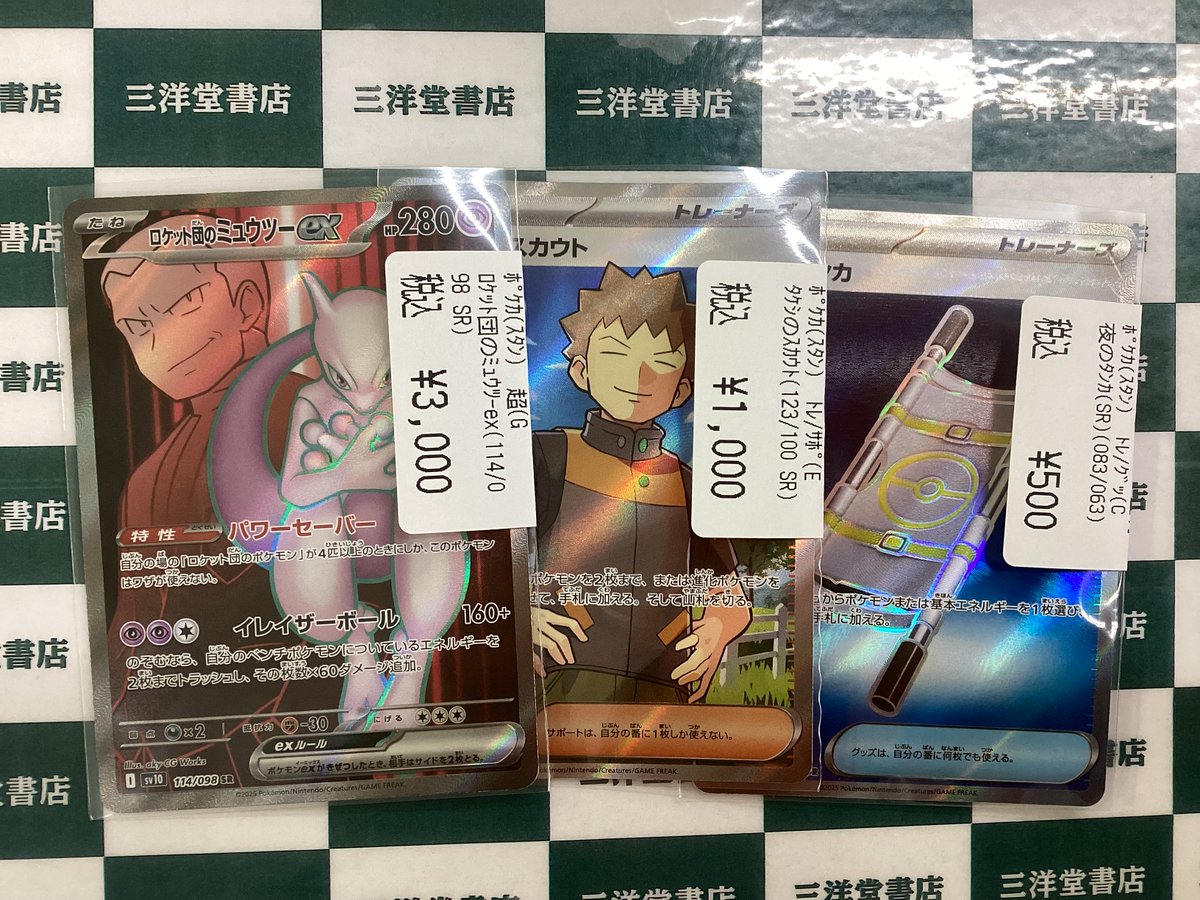 三洋堂書店
三洋堂書店
三洋堂書店
三洋堂書店
三洋堂書店
たね
ロケット団のミュウツーex
HP280
特性
パワーセーバー
自分の場の「ロケット団のポケモン」が4匹以上のときにしか、このポケモン
はワザが使えない。
イレイザーボール
160+
のぞむなら、自分のベンチポケモンについているエネルギーを
2枚までトラッシュし、その枚数×60ダメージ追加。
弱点
×2
抵抗力
-30
にげる
exルール
ポケモンexがきぜつしたとき、相手はサイドを2枚とる。
Illus. aky CG Works
I
sv10
114/098 SR
©2025 Pokémon/Nintendo/Creatures/GAME FREAK.
ポケカ(スタン) 超(G
ロケット団のミュウツーex(114/0
98 SR)
税込
¥3,000
トレーナーズ
スカウト
ポケモンを2枚まで、または進化ポケモンを
せて、手札に加える。そして山札を切る。
サポートは、自分の番に1枚しか使えない。
Pokémon/Nintendo/Creatures/GAME FREAK.
ポケカ(スタン) トレ/サポ(E
タケシのスカウト(123/100 SR)
税込
¥1,000
トレーナーズ
ンカ
からポケモンまたは基本エネルギーを1枚選び、
手札に加える。
グッズは、自分の番に何枚でも使える。
©2025 Pokémon/Nintendo/Creatures/GAME FREAK.
ポケカ(スタン) トレ/グッツ(C
夜のタンカ(SR)(083/063)
税込
¥500
書店
書店
書店
書店
書店
書店
三洋堂書店
三洋堂書店